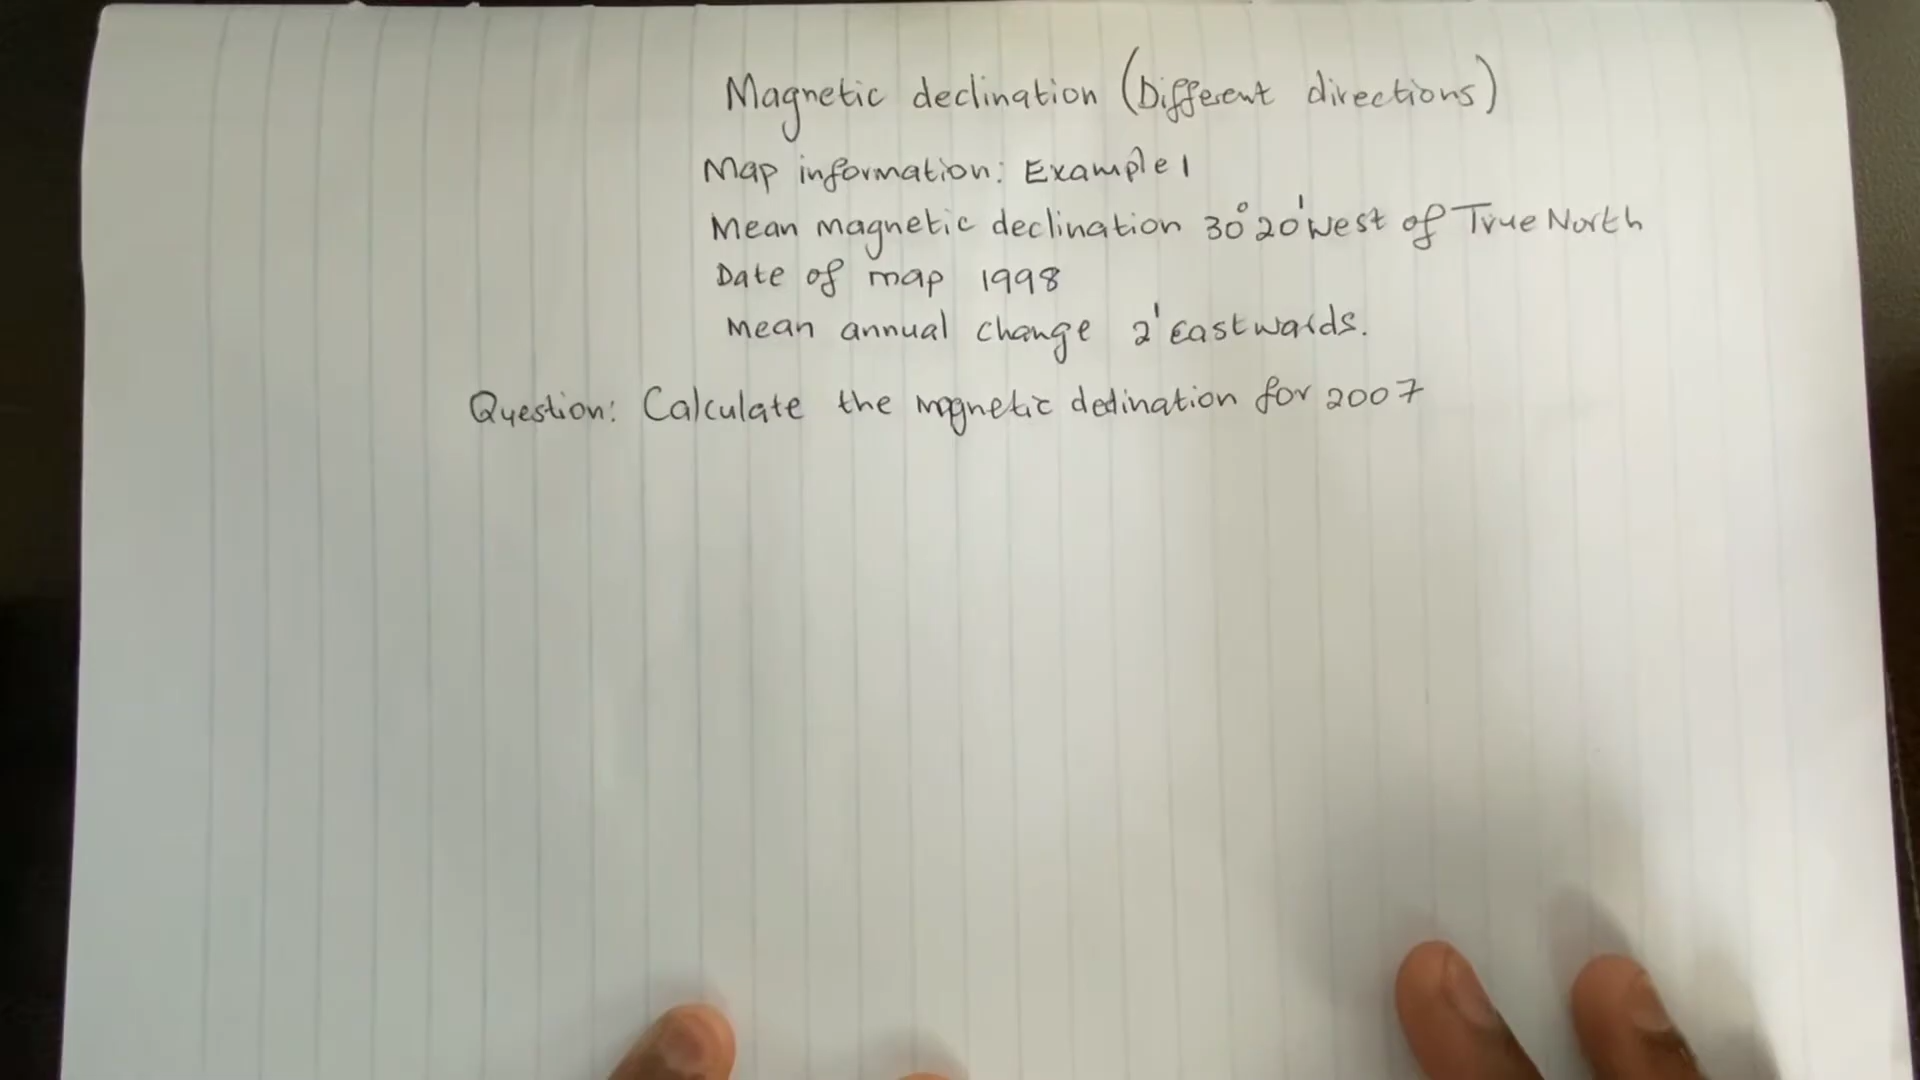 Magnetic declination (Different directions)
Map information: Example 1
Mean magnetic declination 30° 20' West of True North
Date of map 1998
Mean annual change 2' Eastwards.
Question: Calculate the magnetic declination for 2007